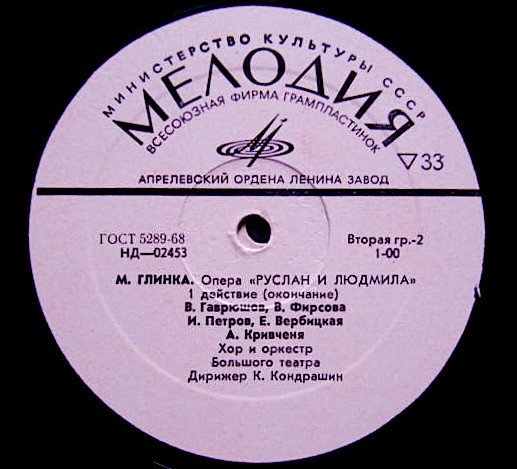 МИНИСТЕРСТВО КУЛЬТУРЫ СССР
МЕЛОДИЯ
ВСЕСОЮЗНАЯ ФИРМА ГРАМПЛАСТИНОК
▽33
АПРЕЛЕВСКИЙ ОРДЕНА ЛЕНИНА ЗАВОД
ГОСТ 5289-68
Вторая гр.-2
НД—02453
1-00
М. ГЛИНКА. Опера «РУСЛАН И ЛЮДМИЛА»
1 действие (окончание)
В. Гаврюшов, В. Фирсова
И. Петров, Е. Вербицкая
А. Кривченя
Хор и оркестр
Большого театра
Дирижер К. Кондрашин